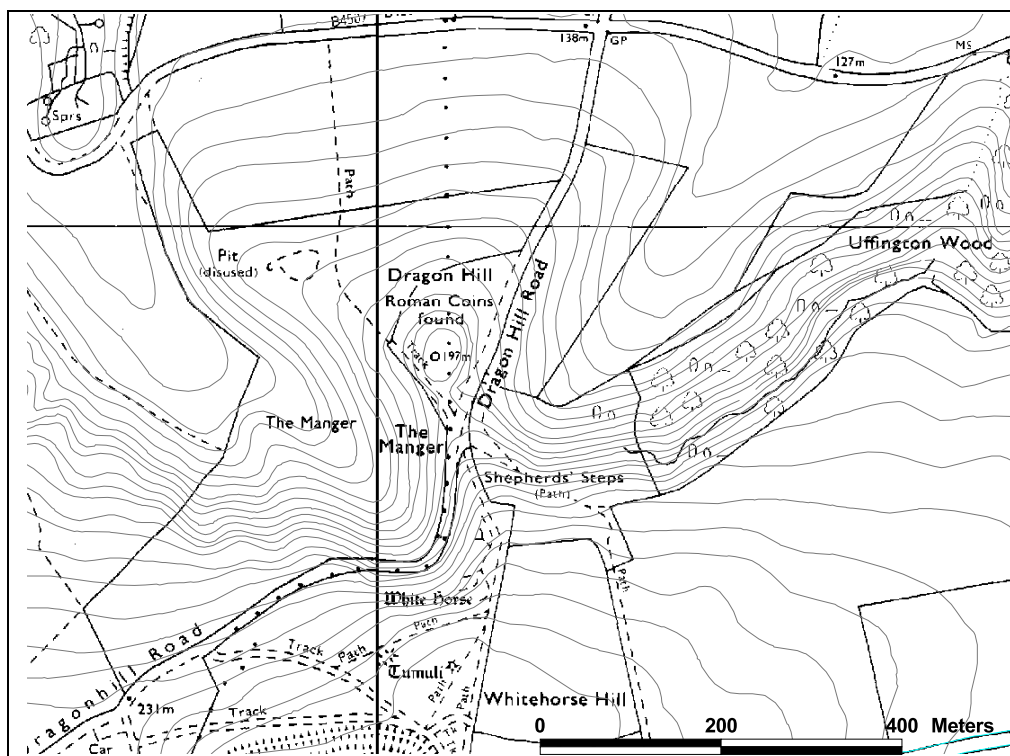 B4507
138m
GP
MS
127m
Sprs
Path
Pit
(disused)
Uffington Wood
Dragon Hill
Roman Coins
found
Dragon Hill Road
Track
197m
The Manger
The
Manger
Shepherds' Steps
(Path)
Path
White Horse
Path
Dragonhill Road
Track
Path
Tumuli
Path
Path
Whitehorse Hill
231m
Track
Car
0 200 400 Meters